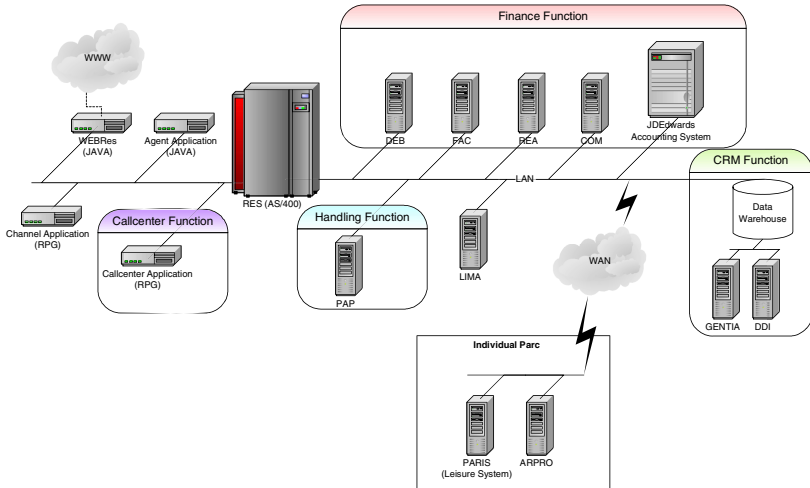 Finance Function
WWW
DEB
FAC
REA
COM
JDEdwards
Accounting System
WEBRes
(JAVA)
Agent Application
(JAVA)
CRM Function
LAN
RES (AS/400)
Data
Warehouse
Channel Application
(RPG)
Callcenter Function
Callcenter Application
(RPG)
Handling Function
PAP
LIMA
WAN
GENTIA
DDI
Individual Parc
PARIS
(Leisure System)
ARPRO